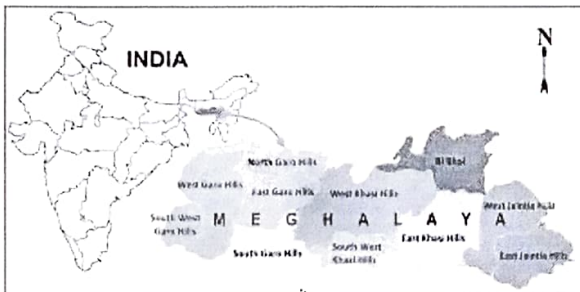 INDIA
N
North Garo Hills
Ri Bhoi
West Garo Hills
East Garo Hills
West Khasi Hills
West Jaintia Hills
South West
Garo Hills
MEGHALAYA
South Garo Hills
South West
Khasi Hills
East Khasi Hills
East Jaintia Hills